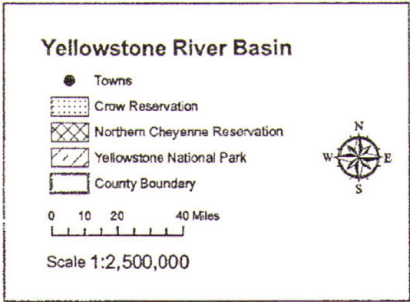 Yellowstone River Basin
Towns
Crow Reservation
Northern Cheyenne Reservation
Yellowstone National Park
County Boundary
N
W E
S
0 10 20 40 Miles
Scale 1:2,500,000